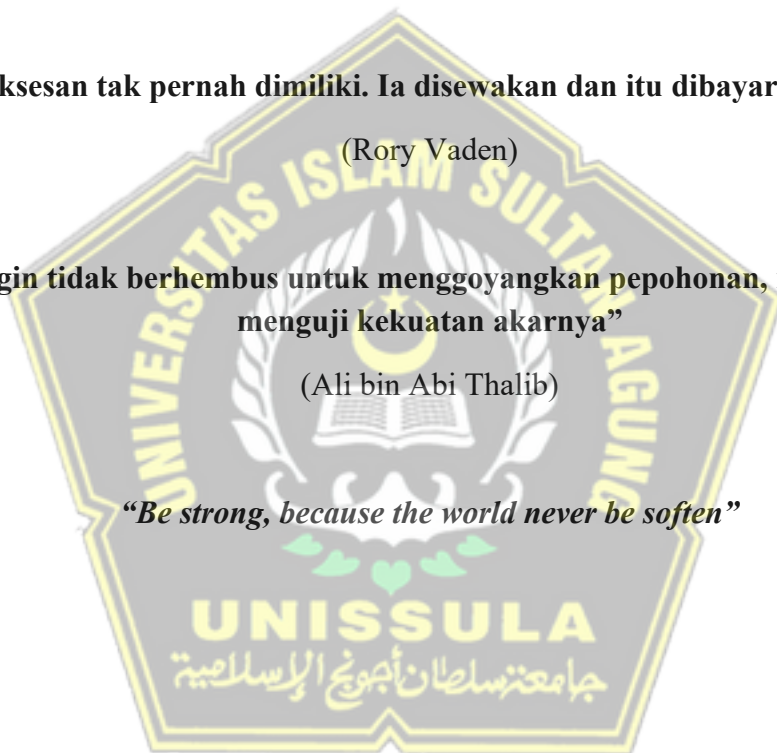 ksesan tak pernah dimiliki. Ia disewakan dan itu dibayar
(Rory Vaden)
gin tidak berhembus untuk menggoyangkan pepohonan,
menguji kekuatan akarnya”
(Ali bin Abi Thalib)
“Be strong, because the world never be soften”
UNIVERSITAS ISLAM SULTAN AGUNG
UNISSULA
جامعة سلطان أجونج الإسلامية